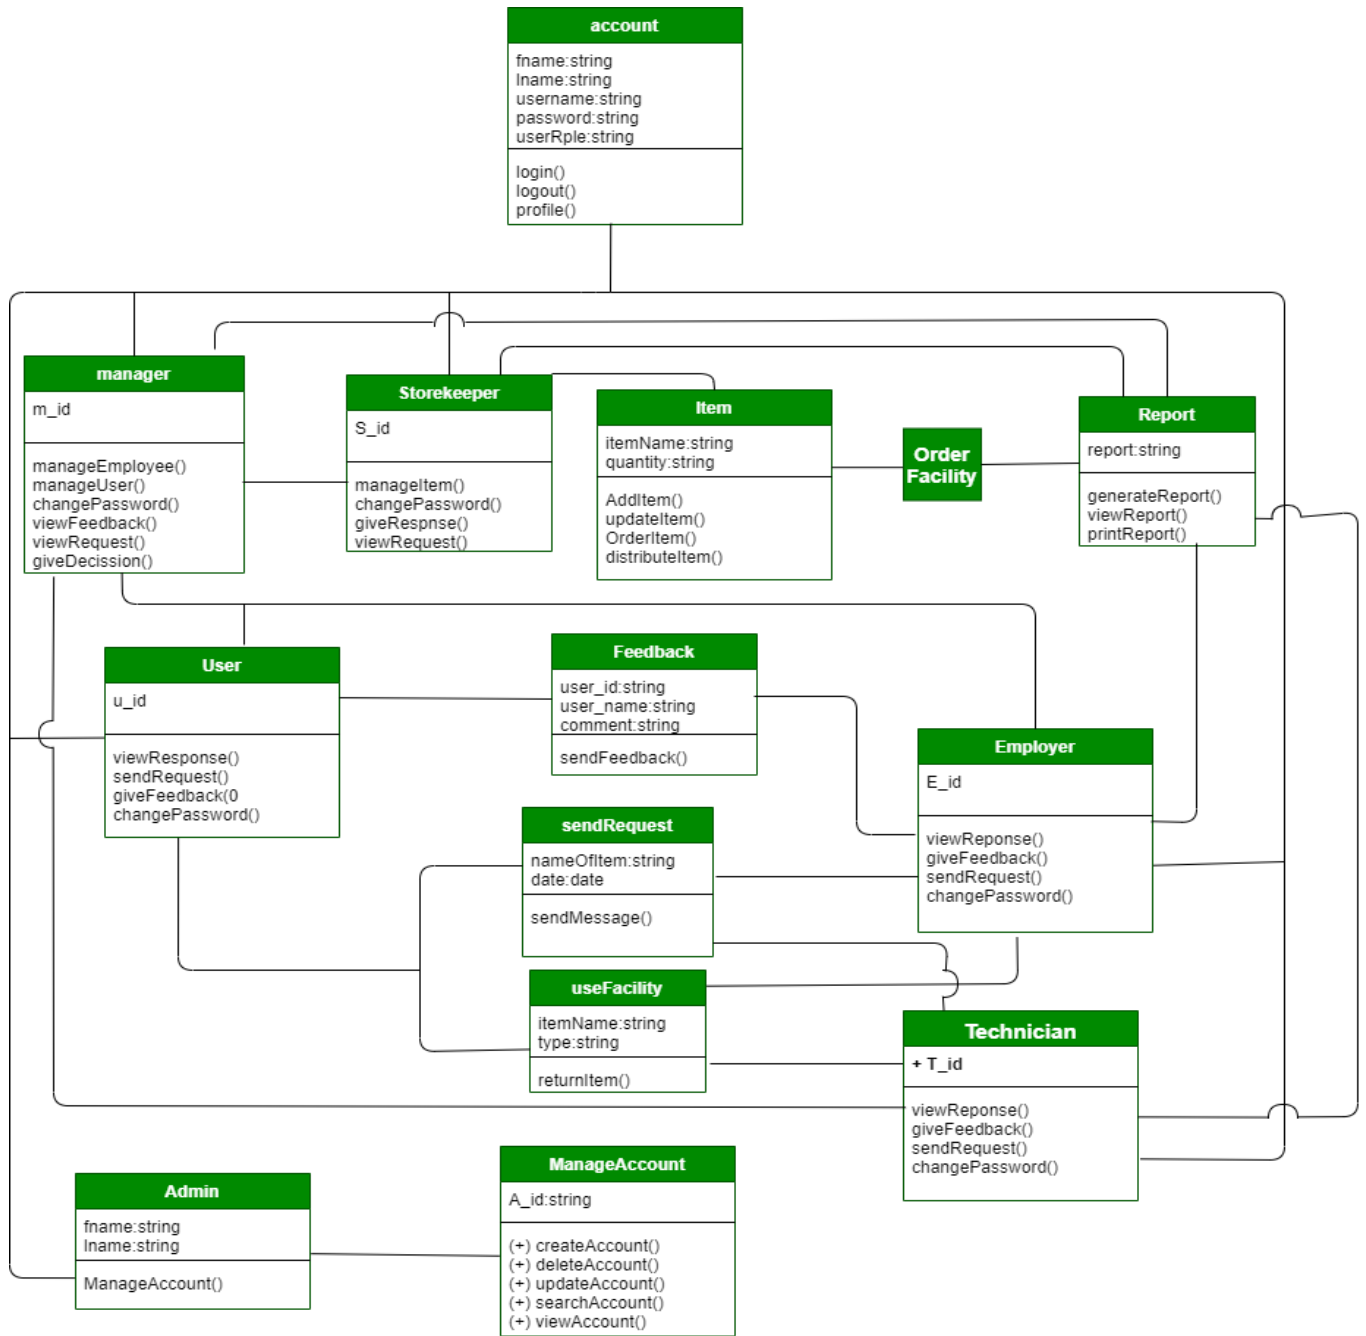 account
fname:string
lname:string
username:string
password:string
userRple:string
login()
logout()
profile()
manager
m_id
manageEmployee()
manageUser()
changePassword()
viewFeedback()
viewRequest()
giveDecission()
Storekeeper
S_id
manageItem()
changePassword()
giveRespnse()
viewRequest()
Item
itemName:string
quantity:string
AddItem()
updateItem()
OrderItem()
distributeItem()
Order
Facility
Report
report:string
generateReport()
viewReport()
printReport()
User
u_id
viewResponse()
sendRequest()
giveFeedback(0
changePassword()
Feedback
user_id:string
user_name:string
comment:string
sendFeedback()
Employer
E_id
viewReponse()
giveFeedback()
sendRequest()
changePassword()
sendRequest
nameOfItem:string
date:date
sendMessage()
useFacility
itemName:string
type:string
returnItem()
Technician
+ T_id
viewReponse()
giveFeedback()
sendRequest()
changePassword()
Admin
fname:string
lname:string
ManageAccount()
ManageAccount
A_id:string
(+) createAccount()
(+) deleteAccount()
(+) updateAccount()
(+) searchAccount()
(+) viewAccount()